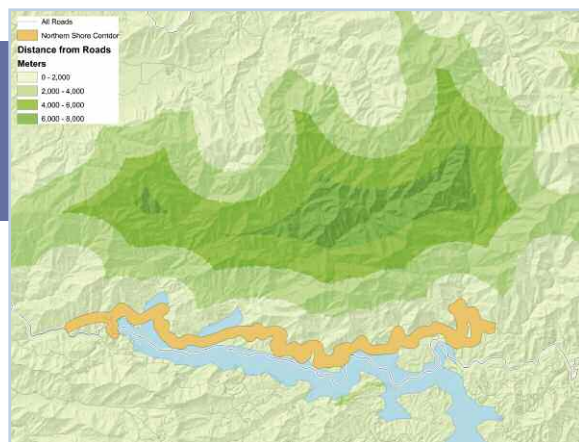 All Roads
Northern Shore Corridor
Distance from Roads
Meters
0 - 2,000
2,000 - 4,000
4,000 - 6,000
6,000 - 8,000